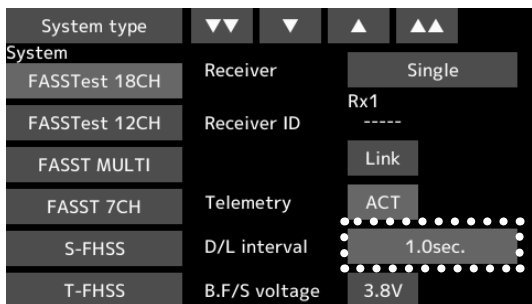 System type ▼▼ ▼ ▲ ▲▲
System
FASSTest 18CH
FASSTest 12CH
FASST MULTI
FASST 7CH
S-FHSS
T-FHSS
Receiver Single
Rx1
Receiver ID -----
Link
Telemetry ACT
D/L interval 1.0sec.
B.F/S voltage 3.8V